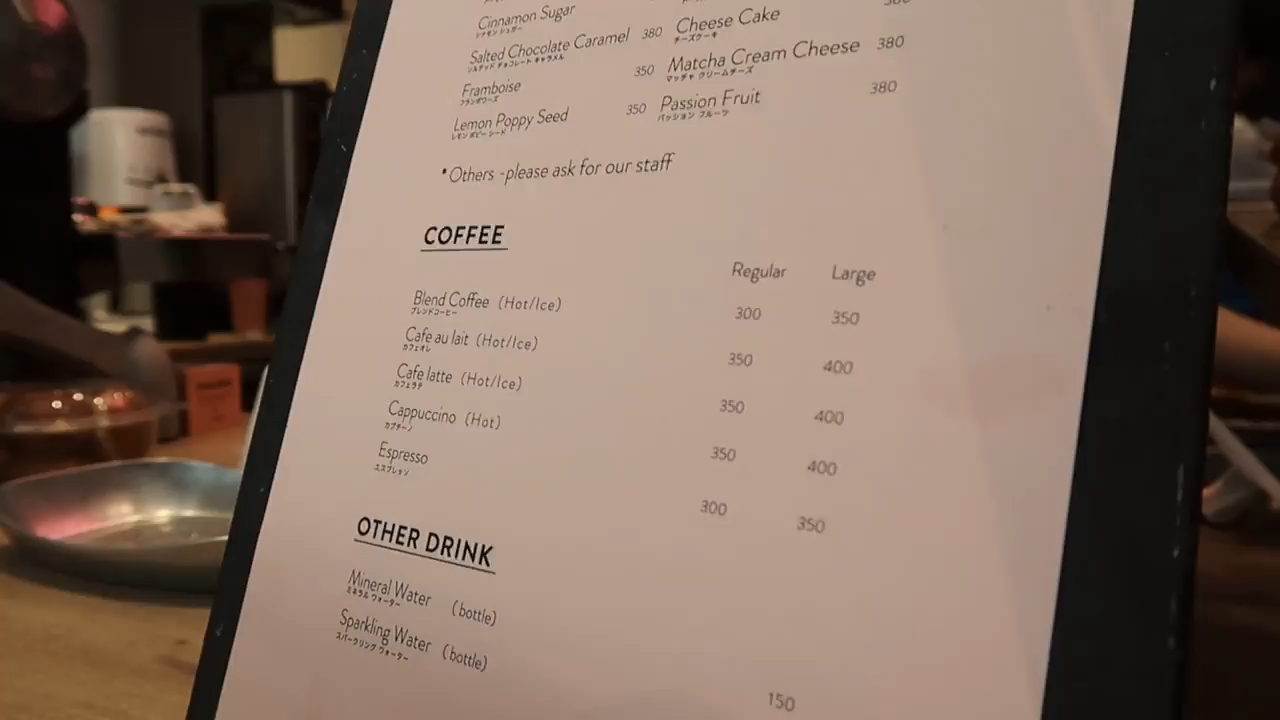 Cinnamon Sugar
シナモン シュガー
Salted Chocolate Caramel 380
ソルテッド チョコレート キャラメル
Framboise 350
フランボワーズ
Lemon Poppy Seed 350
レモン ポピー シード
Cheese Cake 380
チーズケーキ
Matcha Cream Cheese 380
マッチャ クリームチーズ
Passion Fruit 380
パッション フルーツ
*Others -please ask for our staff
COFFEE
Regular Large
Blend Coffee (Hot/Ice) 300 350
ブレンドコーヒー
Cafe au lait (Hot/Ice) 350 400
カフェオレ
Cafe latte (Hot/Ice) 350 400
カフェラテ
Cappuccino (Hot) 350 400
カプチーノ
Espresso 300 350
エスプレッソ
OTHER DRINK
Mineral Water (bottle) 150
ミネラル ウォーター
Sparkling Water (bottle)
スパークリング ウォーター